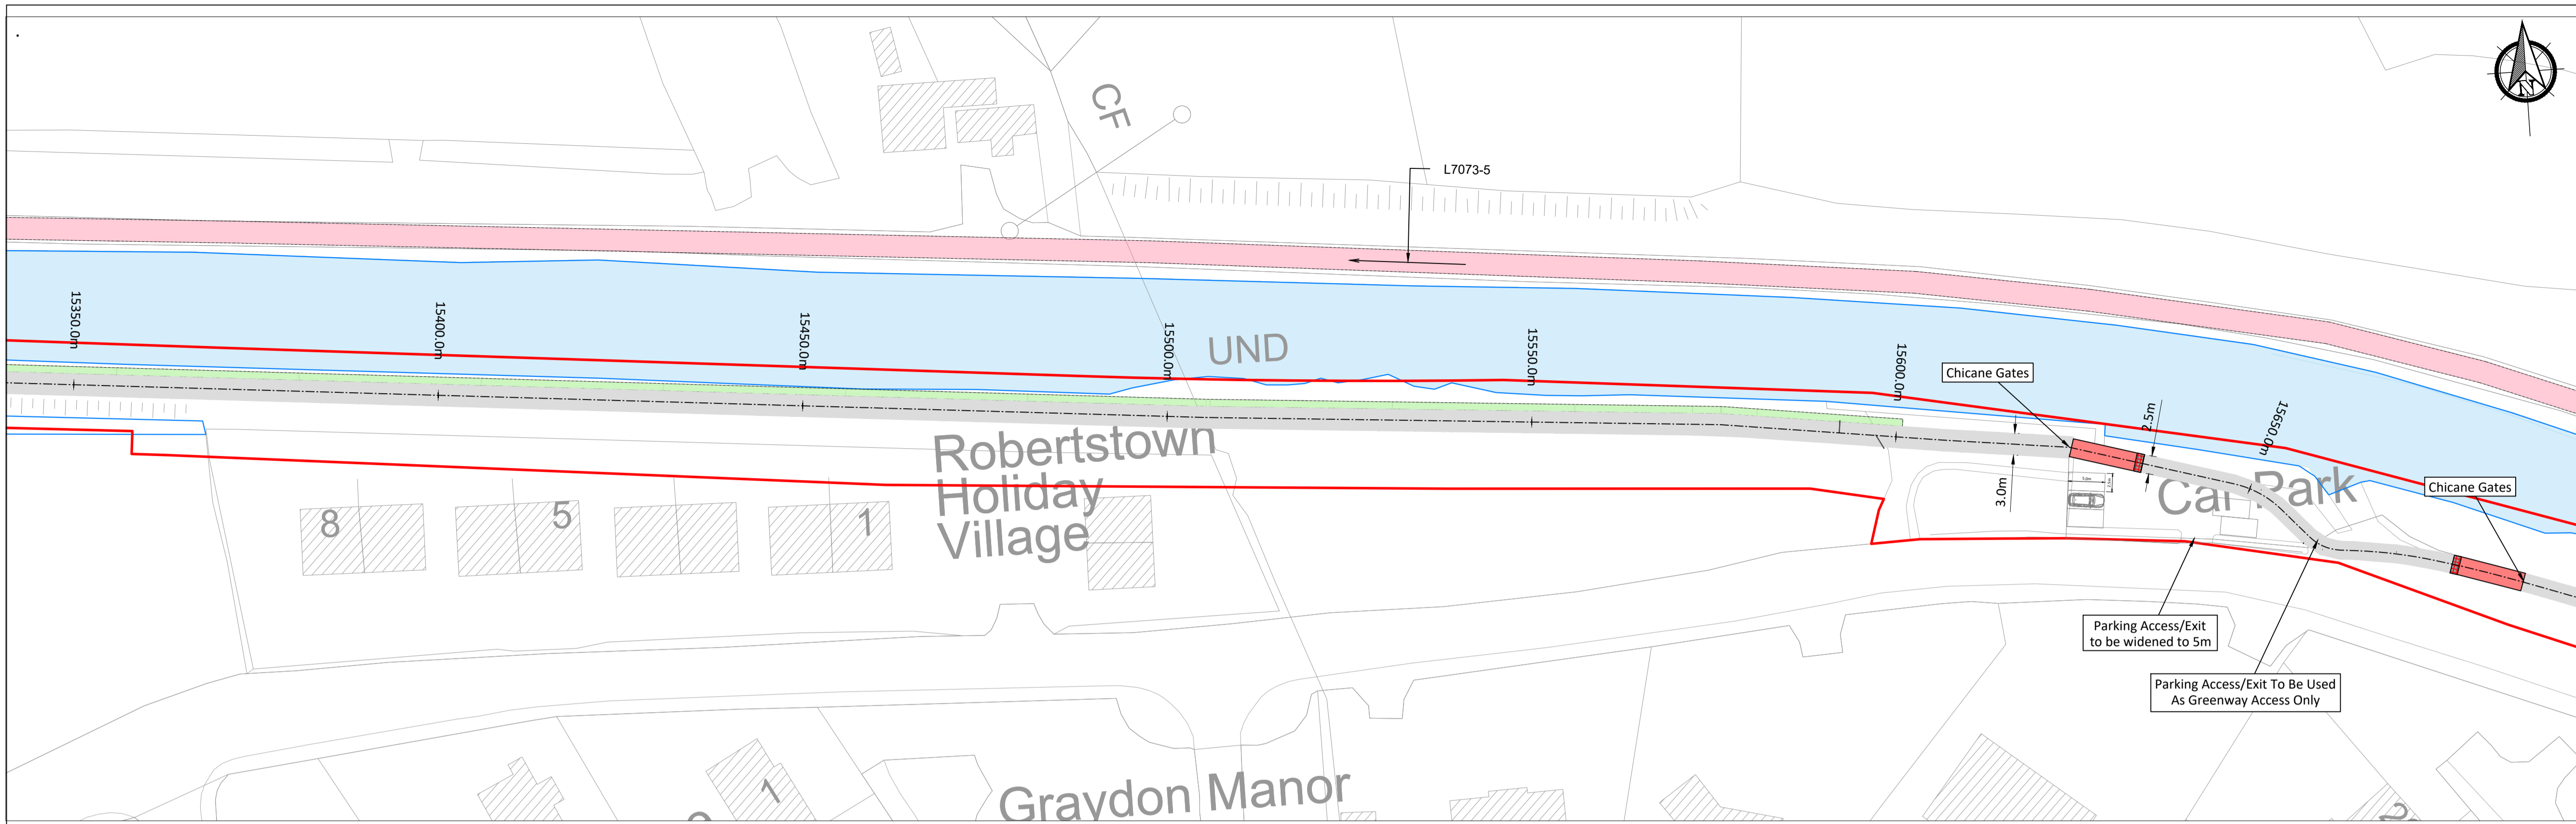 .
CF
N
L7073-5
15350.0m
15400.0m
15450.0m
15500.0m
UND
15550.0m
15600.0m
Chicane Gates
2.5m
15650.0m
3.0m
Car Park
Chicane Gates
Robertstown
Holiday
Village
8
5
1
Parking Access/Exit
to be widened to 5m
Parking Access/Exit To Be Used
As Greenway Access Only
1
Graydon Manor